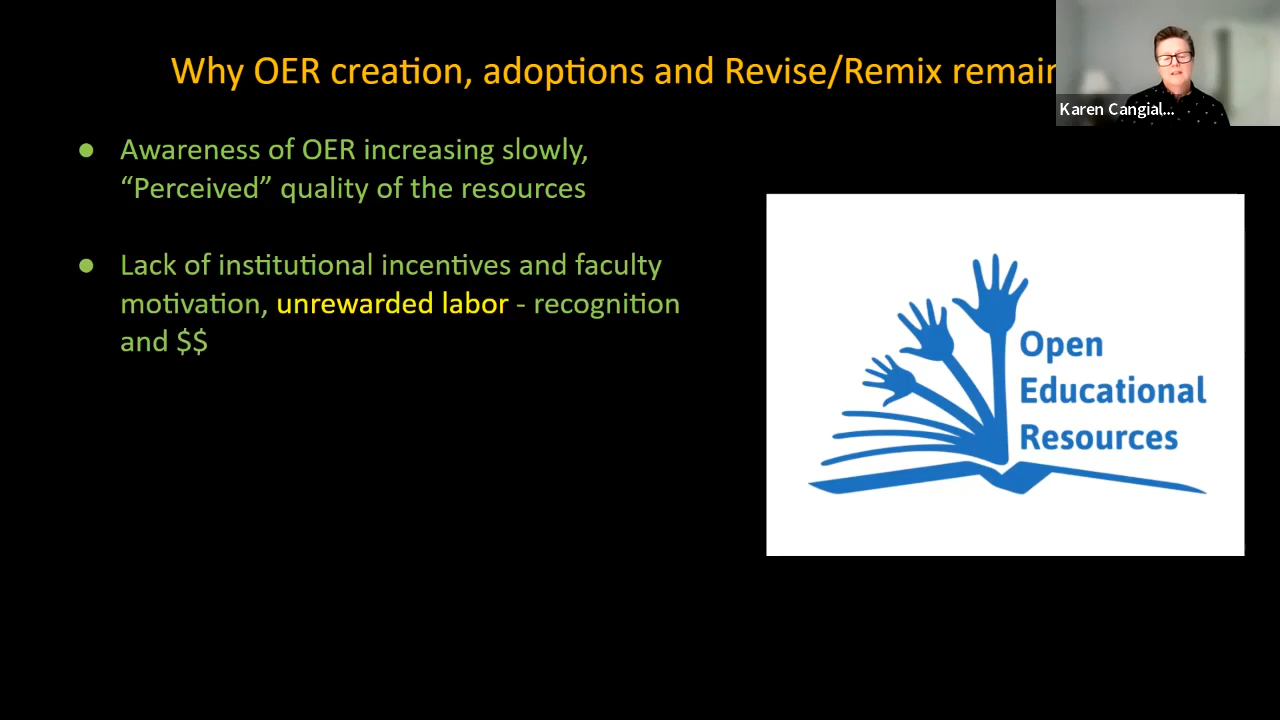 Why OER creation, adoptions and Revise/Remix remain
Karen Cangial...
● Awareness of OER increasing slowly,
“Perceived” quality of the resources
● Lack of institutional incentives and faculty
motivation, unrewarded labor - recognition
and $$
Open
Educational
Resources